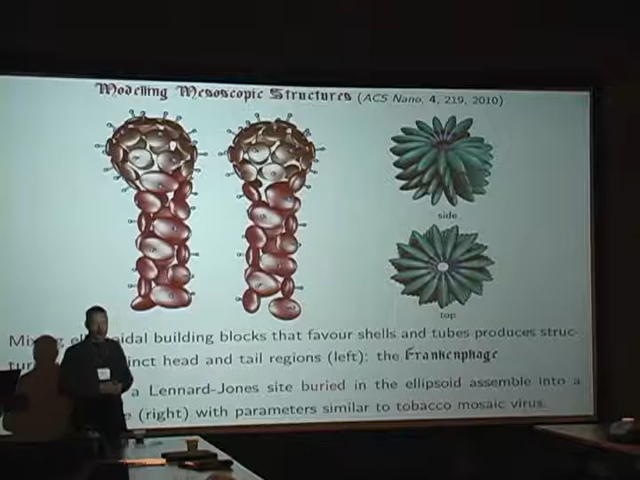 Modelling Mesoscopic Structures (ACS Nano, 4, 219, 2010)
side
top
Mixing ellipsoidal building blocks that favour shells and tubes produces struc-
distinct head and tail regions (left): the Frankenphage
a Lennard-Jones site buried in the ellipsoid assemble into a
(right) with parameters similar to tobacco mosaic virus.